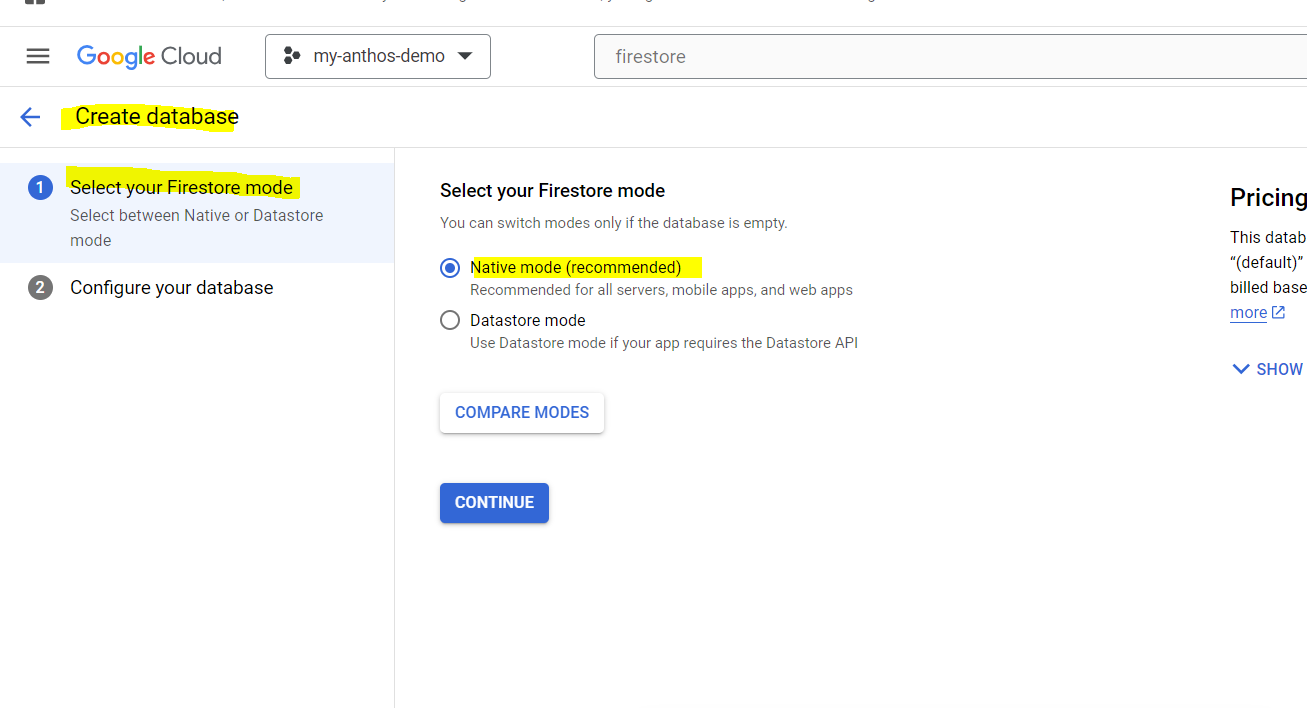 Google Cloud
my-anthos-demo
firestore
Create database
1
Select your Firestore mode
Select between Native or Datastore
mode
2
Configure your database
Select your Firestore mode
You can switch modes only if the database is empty.
Native mode (recommended)
Recommended for all servers, mobile apps, and web apps
Datastore mode
Use Datastore mode if your app requires the Datastore API
COMPARE MODES
CONTINUE
Pricing
This datab
“(default)”
billed base
more
SHOW